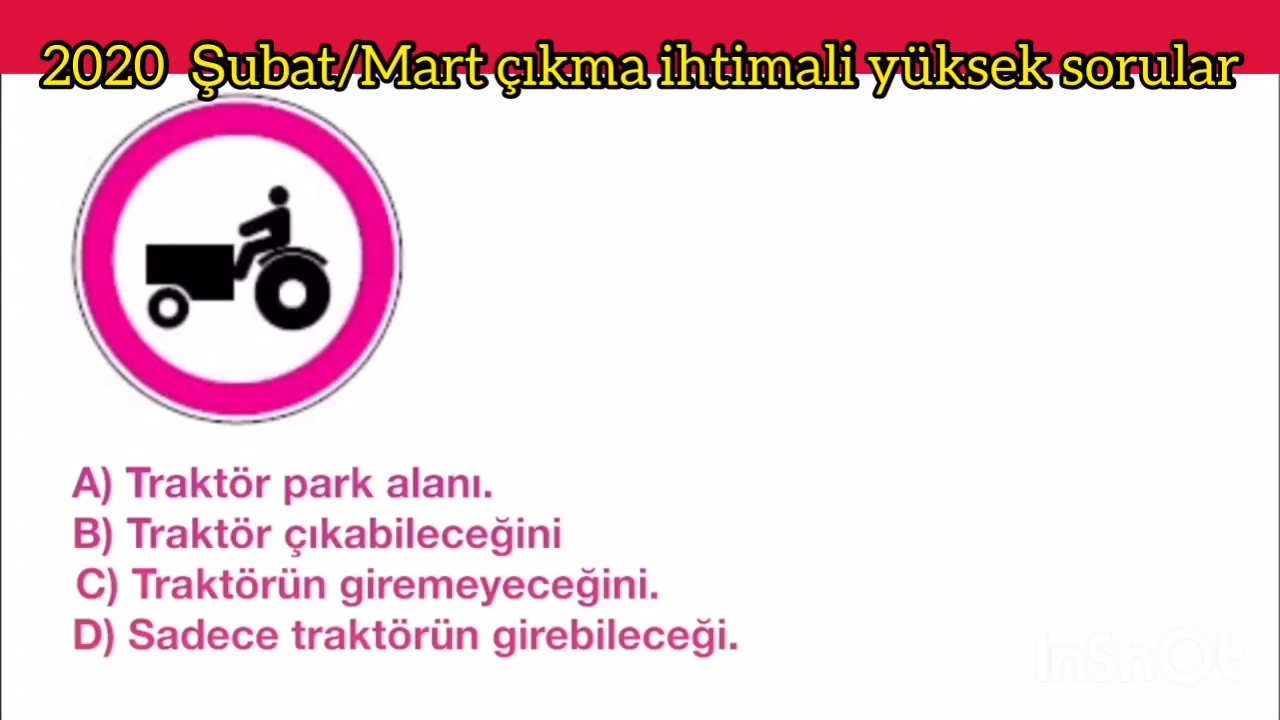 2020 Şubat/Mart çıkma ihtimali yüksek sorular
A) Traktör park alanı.
B) Traktör çıkabileceğini
C) Traktörün giremeyeceğini.
D) Sadece traktörün girebileceği.
InShOt